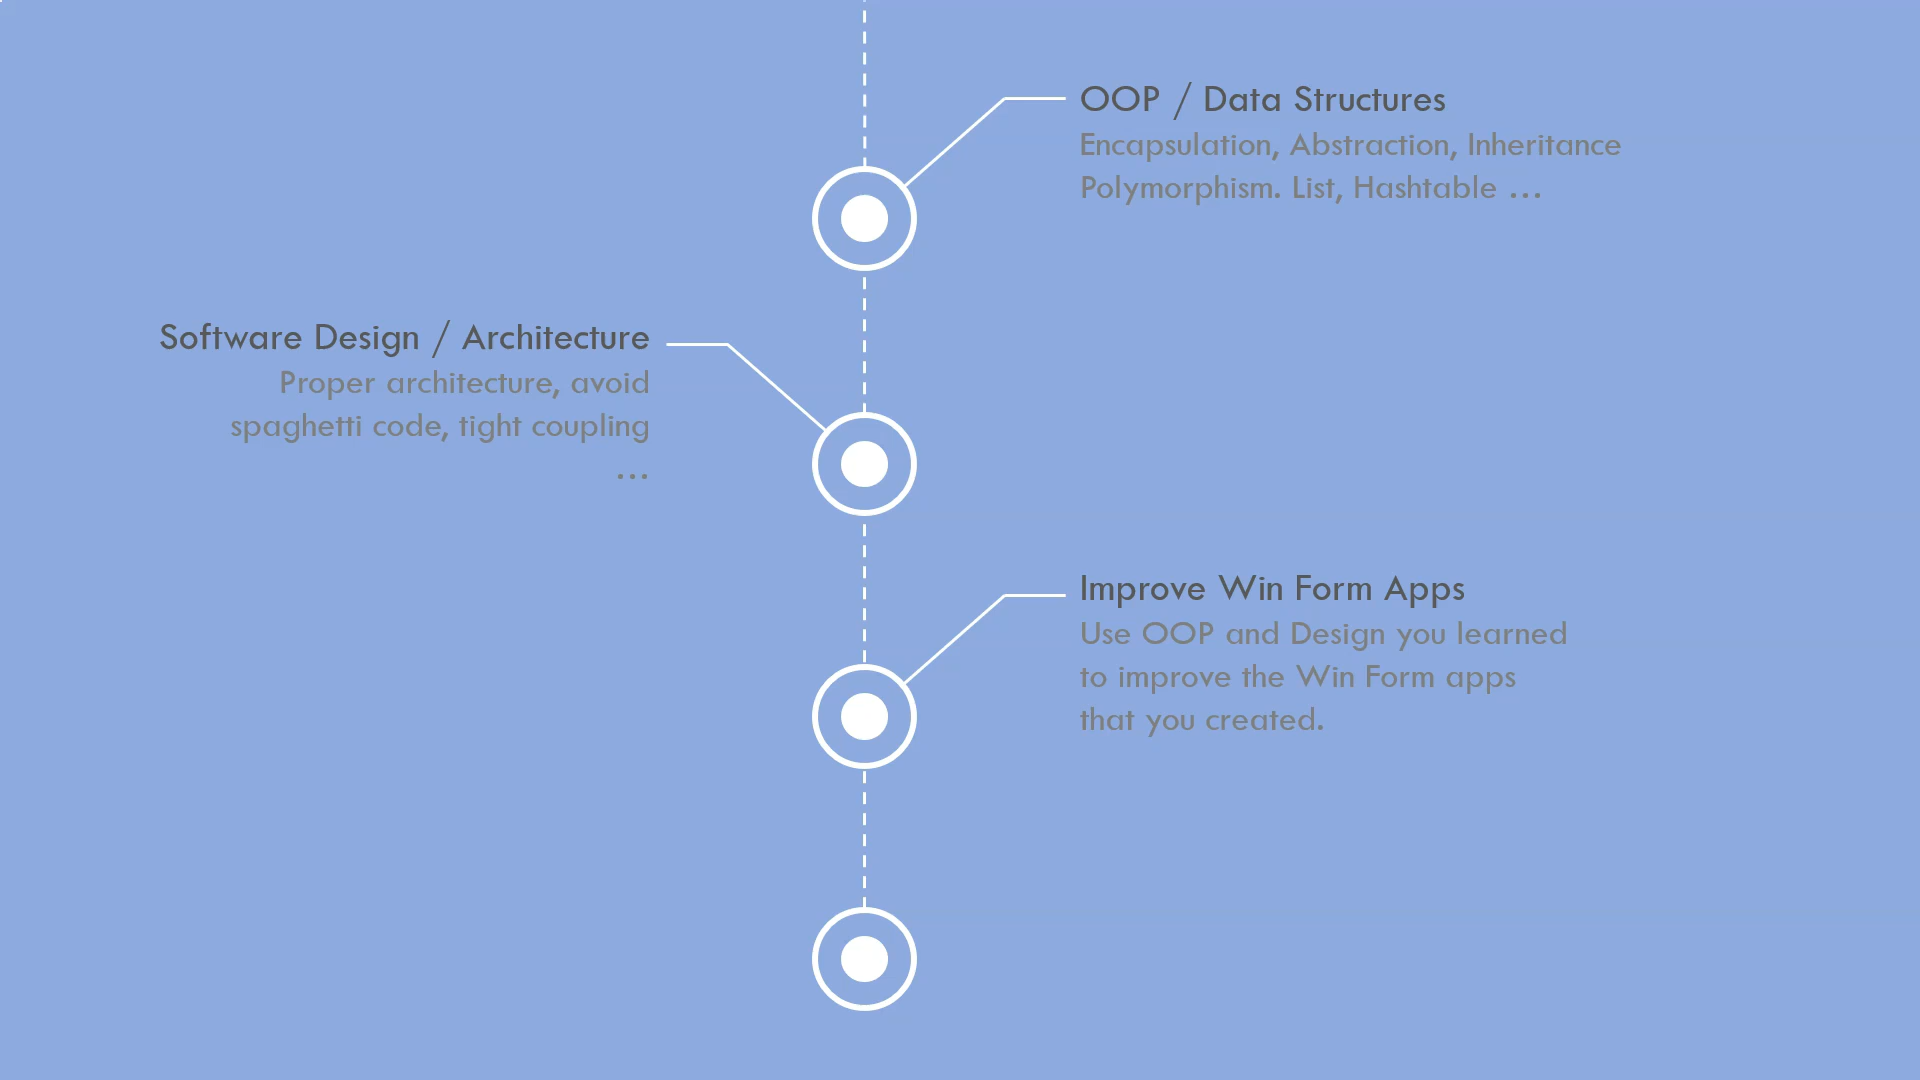 OOP / Data Structures
Encapsulation, Abstraction, Inheritance
Polymorphism. List, Hashtable ...
Software Design / Architecture
Proper architecture, avoid
spaghetti code, tight coupling
...
Improve Win Form Apps
Use OOP and Design you learned
to improve the Win Form apps
that you created.